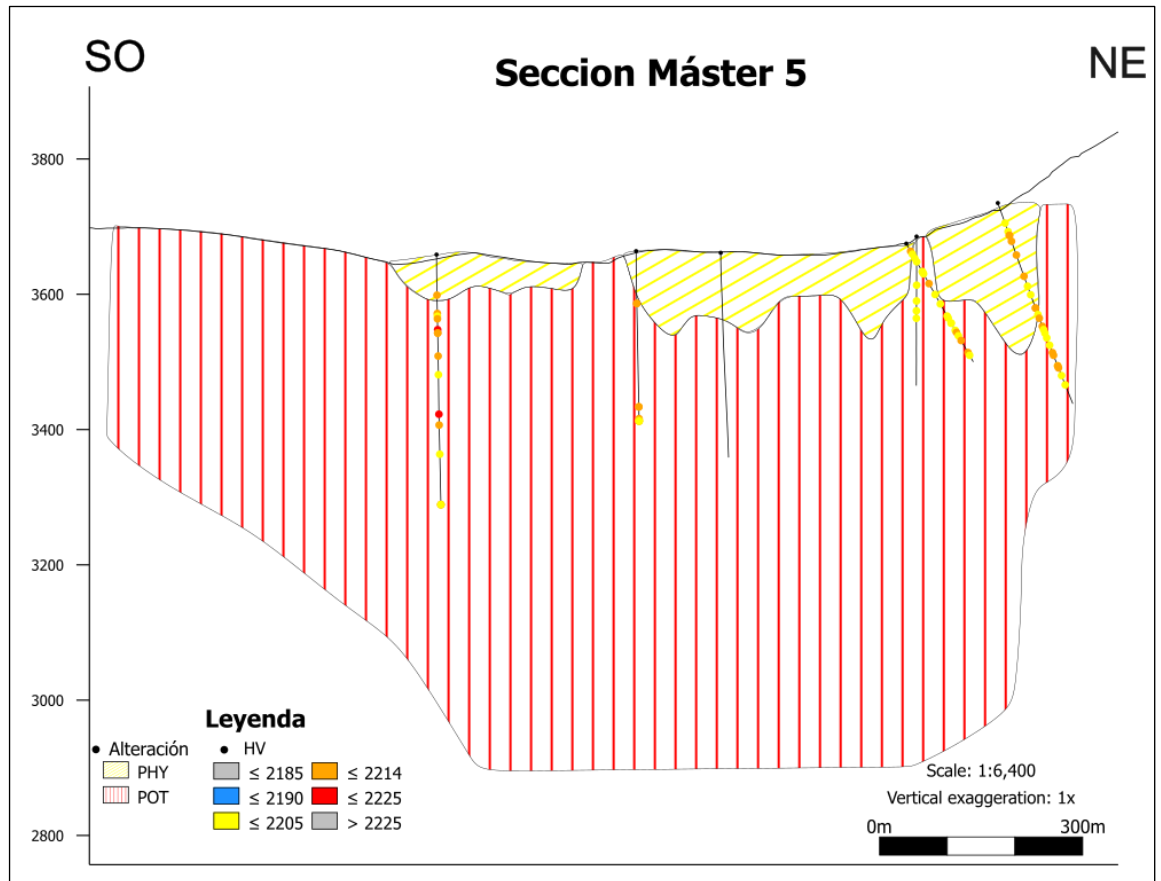 SO
NE
Seccion Máster 5
3800
3600
3400
3200
3000
2800
Leyenda
Alteración
PHY
POT
HV
≤ 2185
≤ 2190
≤ 2205
≤ 2214
≤ 2225
> 2225
Scale: 1:6,400
Vertical exaggeration: 1x
0m 300m